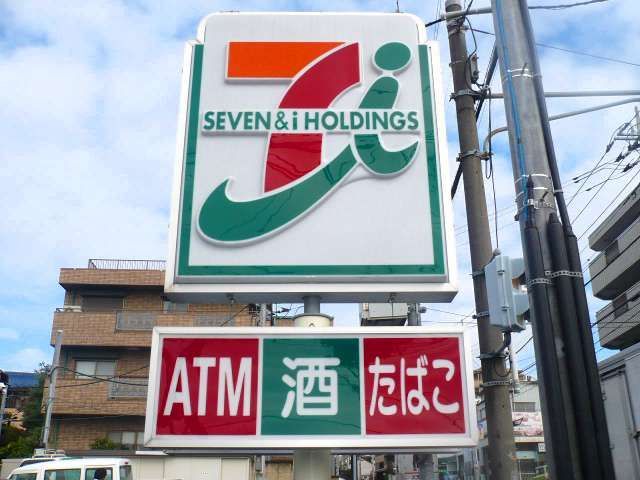 SEVEN & i HOLDINGS
ATM 酒 たばこ